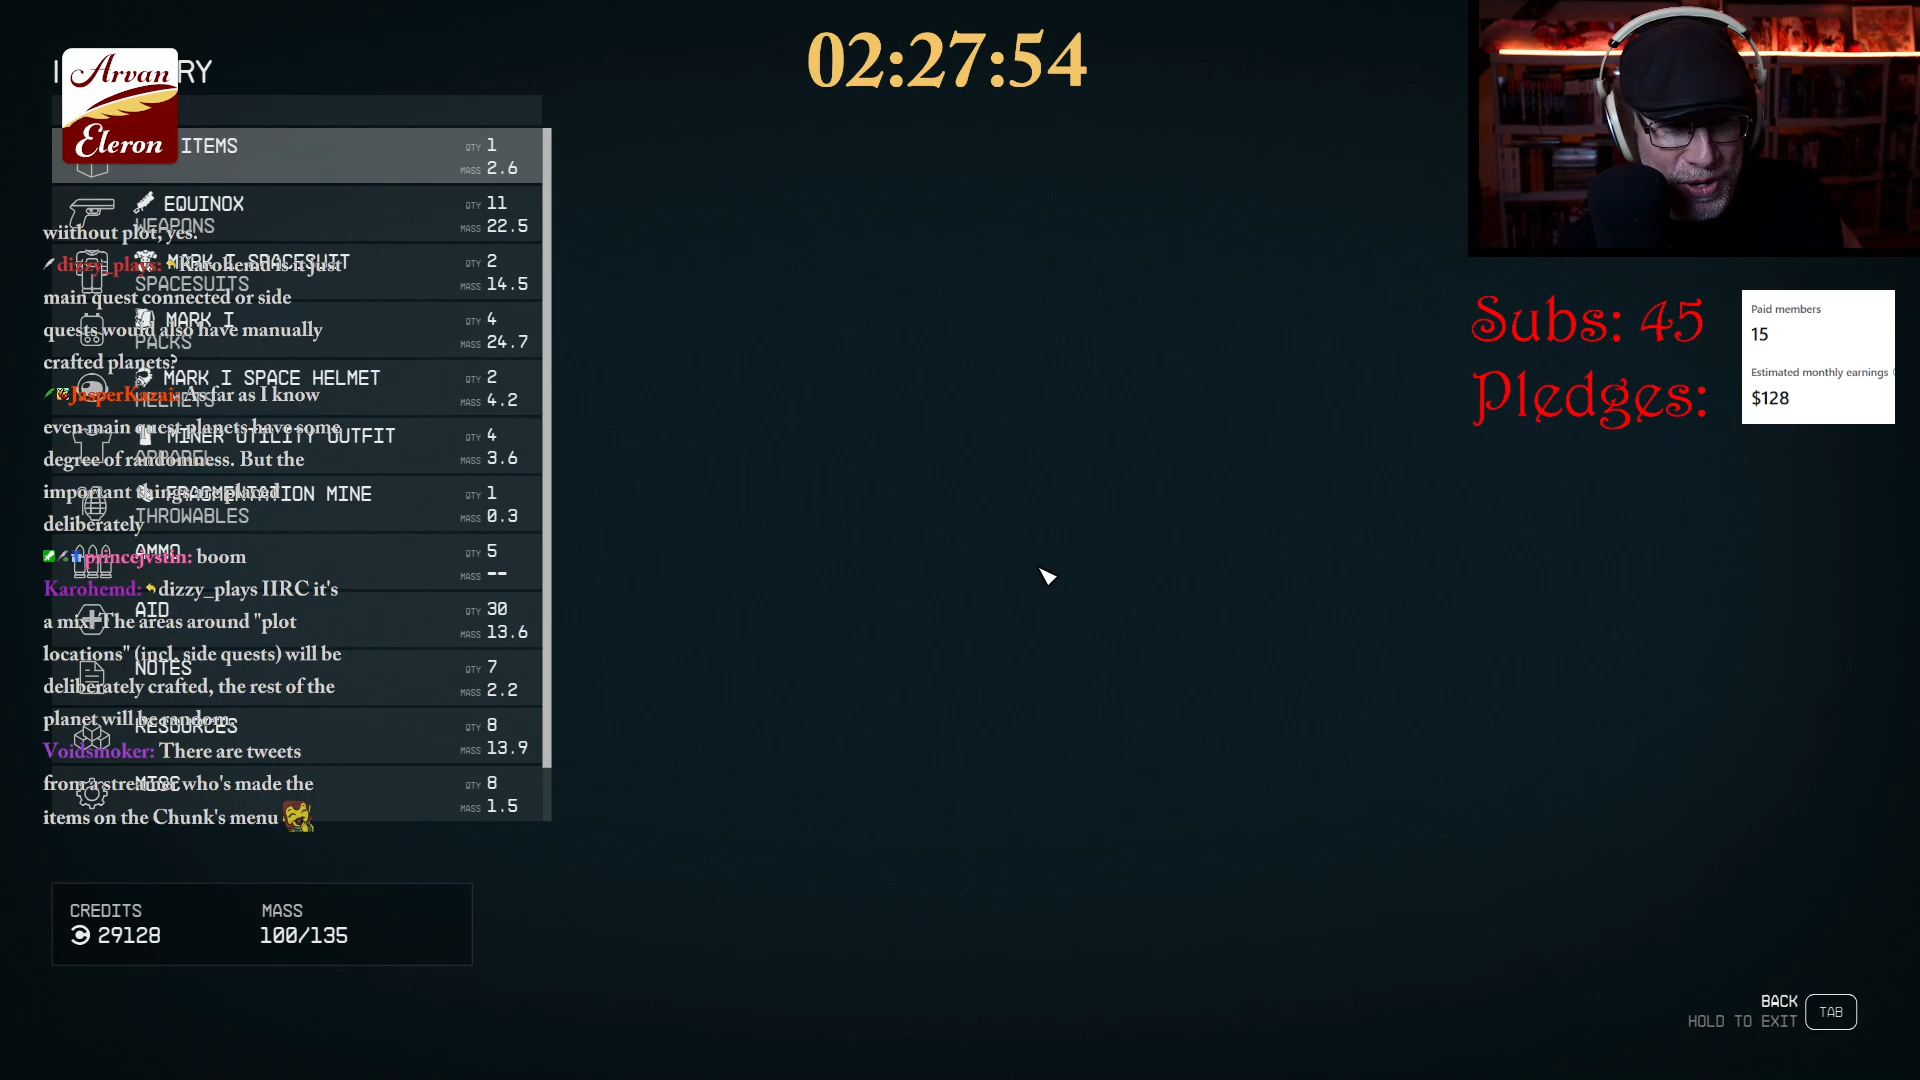 02:27:54
I
RY
Arvan
Eleron
ITEMS
QTY 1
MASS 2.6
EQUINOX
WEAPONS
QTY 11
MASS 22.5
MARK I SPACESUIT
SPACESUITS
QTY 2
MASS 14.5
MARK I
PACKS
QTY 4
MASS 24.7
MARK I SPACE HELMET
HELMETS
QTY 2
MASS 4.2
MINER UTILITY OUTFIT
APPAREL
QTY 4
MASS 3.6
FRAGMENTATION MINE
THROWABLES
QTY 1
MASS 0.3
AMMO
QTY 5
MASS --
AID
QTY 30
MASS 13.6
NOTES
QTY 7
MASS 2.2
RESOURCES
QTY 8
MASS 13.9
MISC
QTY 8
MASS 1.5
wiithout plot, yes.
dizzy_plays: Karohemd is it just
main quest connected or side
quests would also have manually
crafted planets?
JasperKazai: As far as I know
even main quest planets have some
degree of randomness. But the
important things are placed
deliberately
princejvstin: boom
Karohemd: dizzy_plays IIRC it's
a mix. The areas around "plot
locations" (incl. side quests) will be
deliberately crafted, the rest of the
planet will be random.
Voidsmoker: There are tweets
from a streamer who's made the
items on the Chunk's menu
CREDITS
29128
MASS
100/135
Subs: 45
Pledges:
Paid members
15
Estimated monthly earnings
$128
BACK
HOLD TO EXIT
TAB